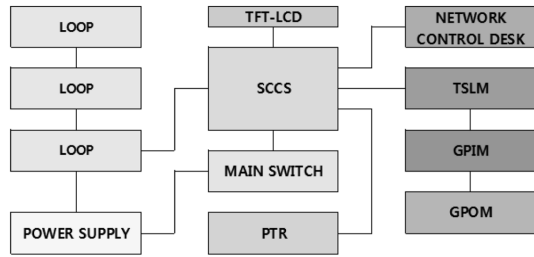 LOOP
LOOP
LOOP
POWER SUPPLY
TFT-LCD
SCCS
MAIN SWITCH
PTR
NETWORK
CONTROL DESK
TSLM
GPIM
GPOM